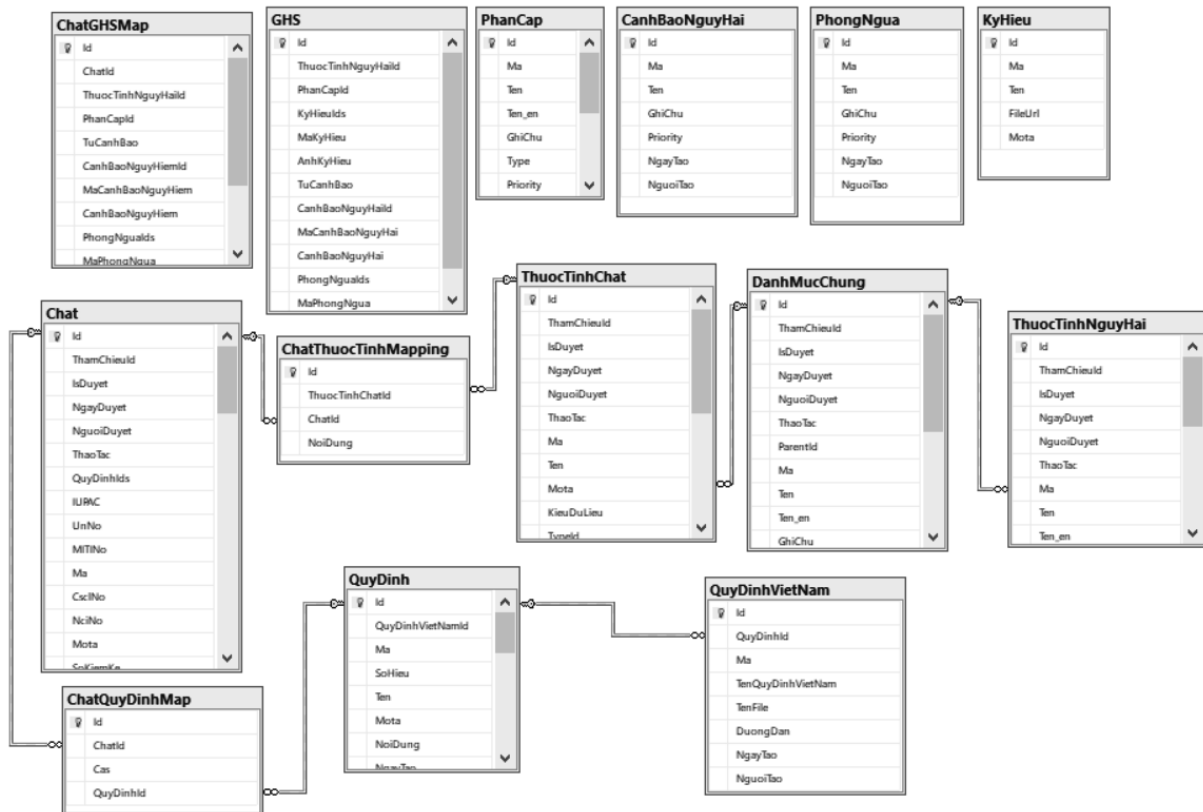 ChatGHSMap
Id
ChatId
ThuocTinhNguyHaiId
PhanCapId
TuCanhBao
CanhBaoNguyHiemId
MaCanhBaoNguyHiem
CanhBaoNguyHiem
PhongNguaIds
MaPhongNgua
GHS
Id
ThuocTinhNguyHaiId
PhanCapId
KyHieuIds
MaKyHieu
AnhKyHieu
TuCanhBao
CanhBaoNguyHaiId
MaCanhBaoNguyHai
CanhBaoNguyHai
PhongNguaIds
MaPhongNgua
PhanCap
Id
Ma
Ten
Ten_en
GhiChu
Type
Priority
CanhBaoNguyHai
Id
Ma
Ten
GhiChu
Priority
NgayTao
NguoiTao
PhongNgua
Id
Ma
Ten
GhiChu
Priority
NgayTao
NguoiTao
KyHieu
Id
Ma
Ten
FileUrl
Mota
Chat
Id
ThamChieuId
IsDuyet
NgayDuyet
NguoiDuyet
ThaoTac
QuyDinhIds
IUPAC
UnNo
MITINo
Ma
CsclNo
NciNo
Mota
SoKiemKe
ChatThuocTinhMapping
Id
ThuocTinhChatId
ChatId
NoiDung
ThuocTinhChat
Id
ThamChieuId
IsDuyet
NgayDuyet
NguoiDuyet
ThaoTac
Ma
Ten
Mota
KieuDuLieu
TypeId
DanhMucChung
Id
ThamChieuId
IsDuyet
NgayDuyet
NguoiDuyet
ThaoTac
ParentId
Ma
Ten
Ten_en
GhiChu
ThuocTinhNguyHai
Id
ThamChieuId
IsDuyet
NgayDuyet
NguoiDuyet
ThaoTac
Ma
Ten
Ten_en
ChatQuyDinhMap
Id
ChatId
Cas
QuyDinhId
QuyDinh
Id
QuyDinhVietNamId
Ma
SoHieu
Ten
Mota
NoiDung
NgayTao
QuyDinhVietNam
Id
QuyDinhId
Ma
TenQuyDinhVietNam
TenFile
DuongDan
NgayTao
NguoiTao